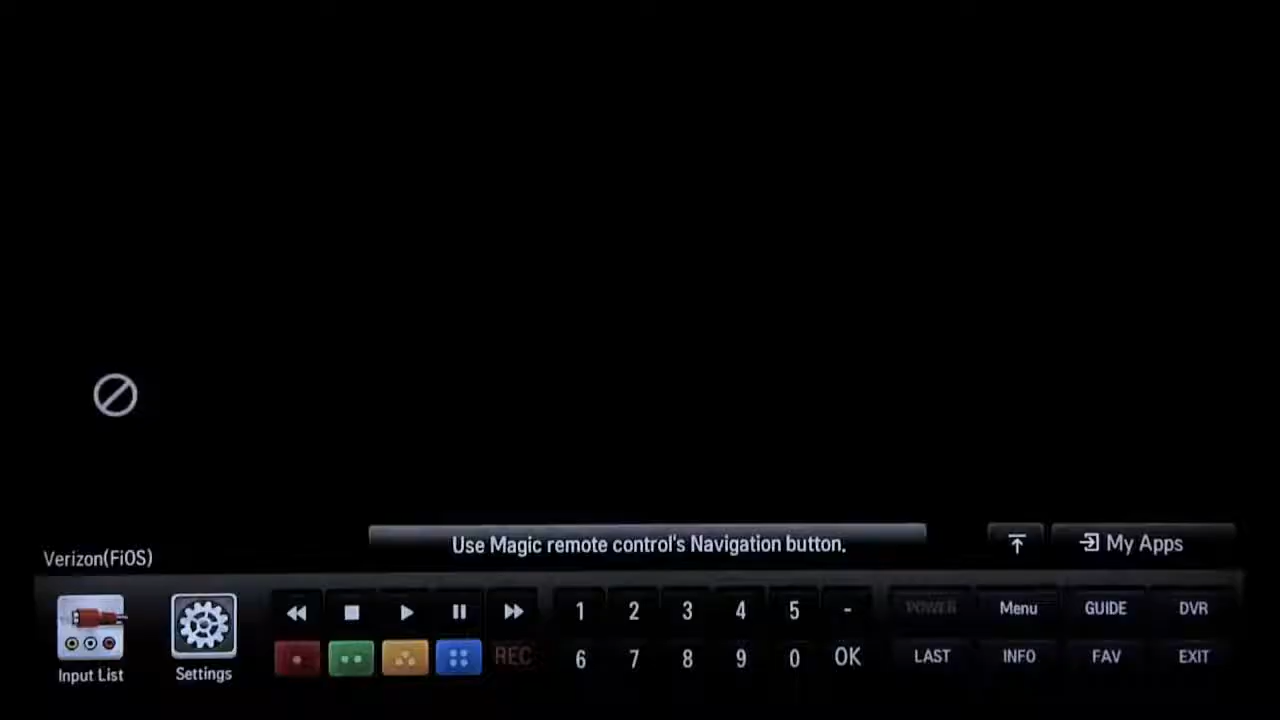 Use Magic remote control's Navigation button.
My Apps
Verizon(FiOS)
1 2 3 4 5 -
POWER Menu GUIDE DVR
Input List
Settings
REC
6 7 8 9 0 OK
LAST INFO FAV EXIT